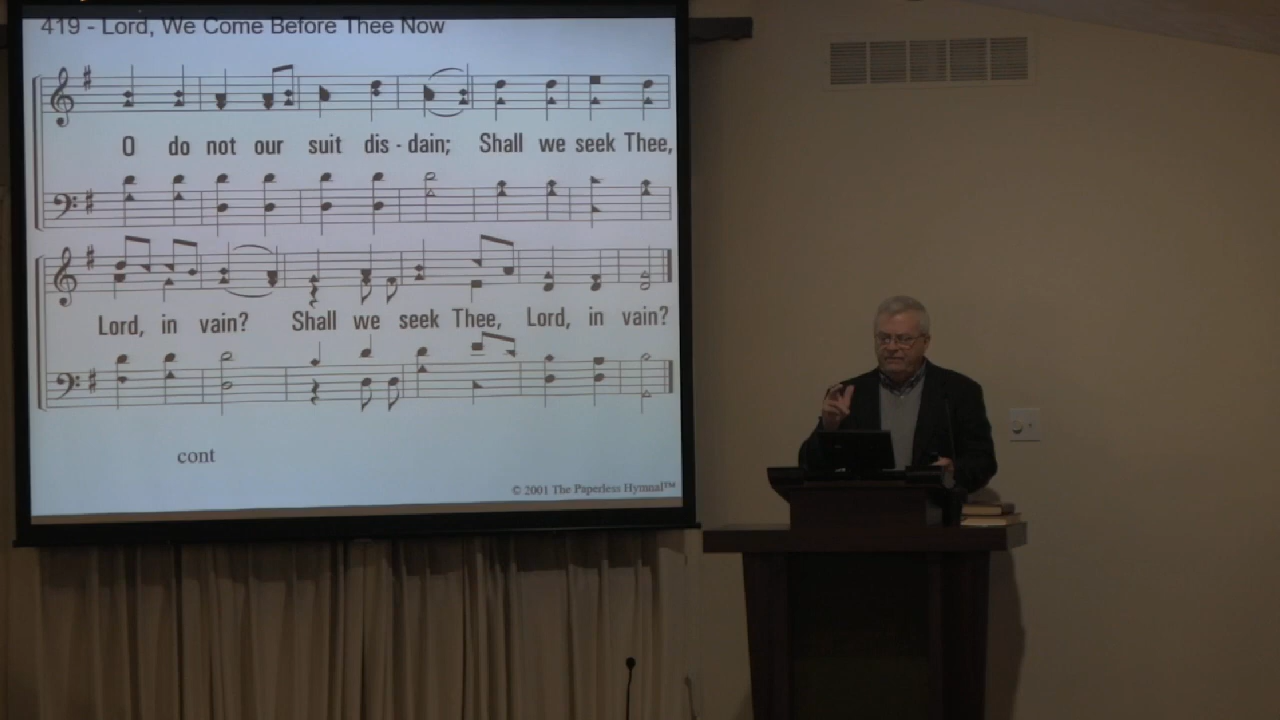 419 - Lord, We Come Before Thee Now
O do not our suit dis - dain; Shall we seek Thee,
Lord, in vain? Shall we seek Thee, Lord, in vain?
cont
© 2001 The Paperless Hymnal™